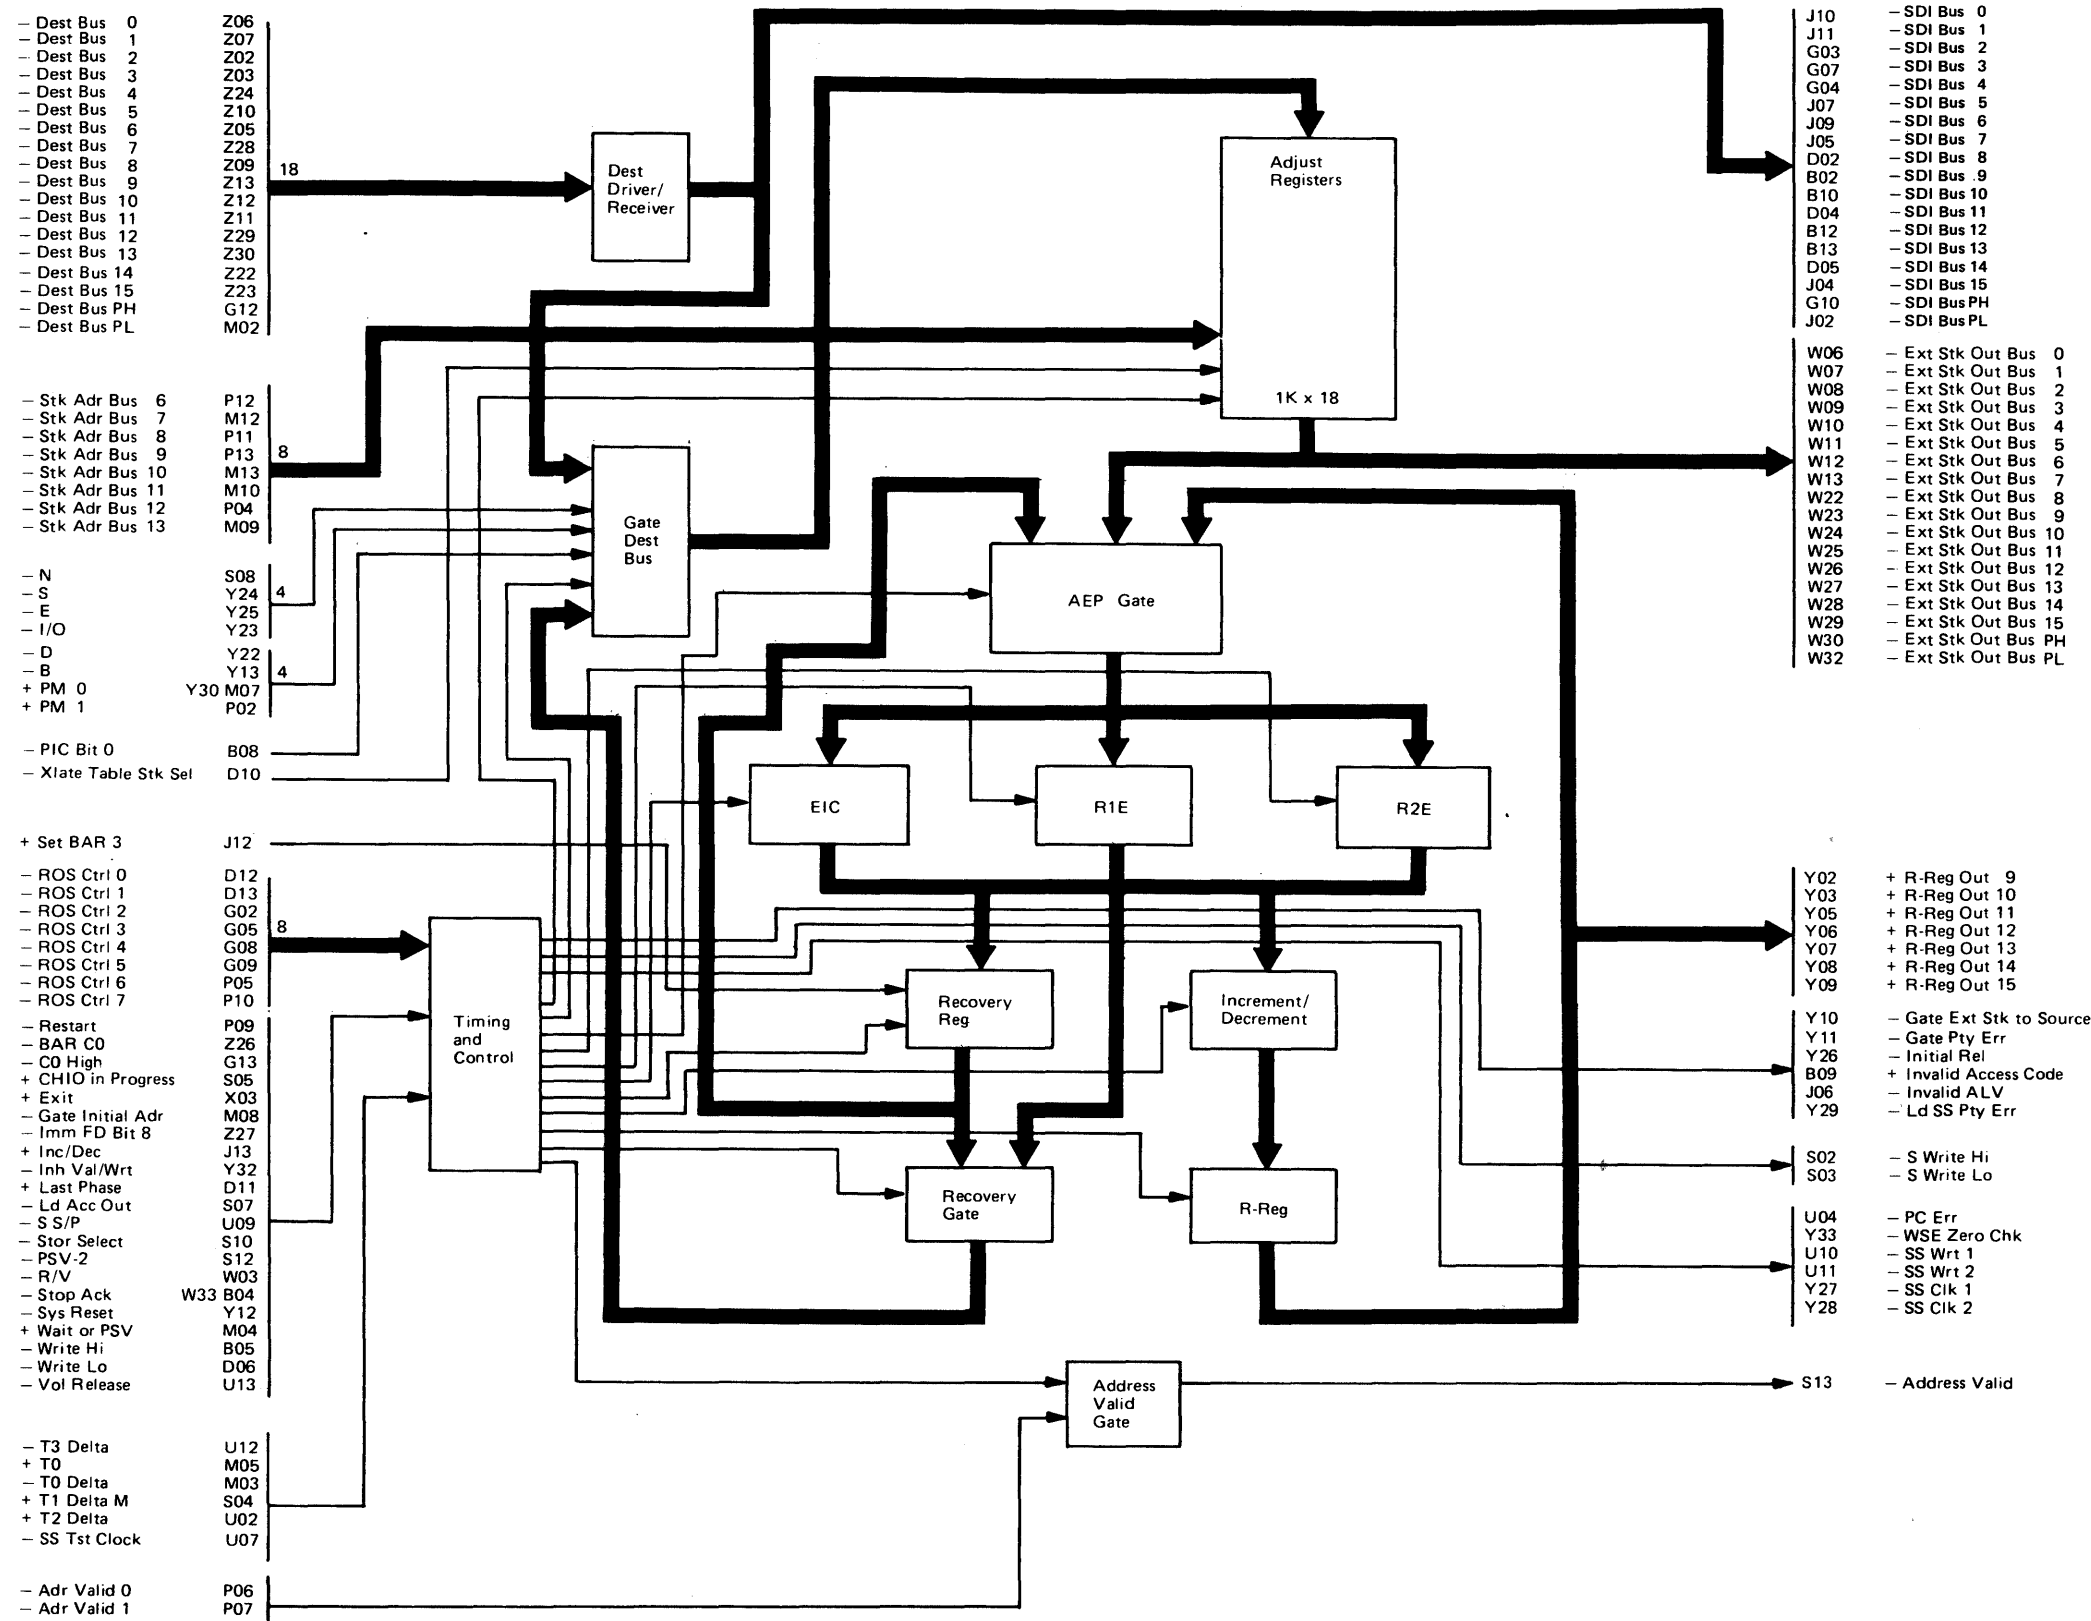 – Dest Bus 0 Z06
– Dest Bus 1 Z07
– Dest Bus 2 Z02
– Dest Bus 3 Z03
– Dest Bus 4 Z24
– Dest Bus 5 Z10
– Dest Bus 6 Z05
– Dest Bus 7 Z28
– Dest Bus 8 Z09
– Dest Bus 9 Z13
– Dest Bus 10 Z12
– Dest Bus 11 Z11
– Dest Bus 12 Z29
– Dest Bus 13 Z30
– Dest Bus 14 Z22
– Dest Bus 15 Z23
– Dest Bus PH G12
– Dest Bus PL M02
18
– Stk Adr Bus 6 P12
– Stk Adr Bus 7 M12
– Stk Adr Bus 8 P11
– Stk Adr Bus 9 P13
– Stk Adr Bus 10 M13
– Stk Adr Bus 11 M10
– Stk Adr Bus 12 P04
– Stk Adr Bus 13 M09
8
– N S08
– S Y24
– E Y25
– I/O Y23
4
– D Y22
– B Y13
+ PM 0 Y30 M07
+ PM 1 P02
4
– PIC Bit 0 B08
– Xlate Table Stk Sel D10
+ Set BAR 3 J12
– ROS Ctrl 0 D12
– ROS Ctrl 1 D13
– ROS Ctrl 2 G02
– ROS Ctrl 3 G05
– ROS Ctrl 4 G08
– ROS Ctrl 5 G09
– ROS Ctrl 6 P05
– ROS Ctrl 7 P10
8
– Restart P09
– BAR C0 Z26
– C0 High G13
+ CHIO in Progress S05
+ Exit X03
– Gate Initial Adr M08
– Imm FD Bit 8 Z27
+ Inc/Dec J13
– Inh Val/Wrt Y32
+ Last Phase D11
– Ld Acc Out S07
– S S/P U09
– Stor Select S10
– PSV-2 S12
– R/V W03
– Stop Ack W33 B04
– Sys Reset Y12
+ Wait or PSV M04
– Write Hi B05
– Write Lo D06
– Vol Release U13
– T3 Delta U12
+ T0 M05
– T0 Delta M03
+ T1 Delta M S04
+ T2 Delta U02
– SS Tst Clock U07
– Adr Valid 0 P06
– Adr Valid 1 P07
Dest
Driver/
Receiver
Adjust
Registers
1K x 18
Gate
Dest
Bus
AEP Gate
EIC
R1E
R2E
Timing
and
Control
Recovery
Reg
Increment/
Decrement
Recovery
Gate
R-Reg
Address
Valid
Gate
J10 – SDI Bus 0
J11 – SDI Bus 1
G03 – SDI Bus 2
G07 – SDI Bus 3
G04 – SDI Bus 4
J07 – SDI Bus 5
J09 – SDI Bus 6
J05 – SDI Bus 7
D02 – SDI Bus 8
B02 – SDI Bus .9
B10 – SDI Bus 10
D04 – SDI Bus 11
B12 – SDI Bus 12
B13 – SDI Bus 13
D05 – SDI Bus 14
J04 – SDI Bus 15
G10 – SDI Bus PH
J02 – SDI Bus PL
W06 – Ext Stk Out Bus 0
W07 – Ext Stk Out Bus 1
W08 – Ext Stk Out Bus 2
W09 – Ext Stk Out Bus 3
W10 – Ext Stk Out Bus 4
W11 – Ext Stk Out Bus 5
W12 – Ext Stk Out Bus 6
W13 – Ext Stk Out Bus 7
W22 – Ext Stk Out Bus 8
W23 – Ext Stk Out Bus 9
W24 – Ext Stk Out Bus 10
W25 – Ext Stk Out Bus 11
W26 – Ext Stk Out Bus 12
W27 – Ext Stk Out Bus 13
W28 – Ext Stk Out Bus 14
W29 – Ext Stk Out Bus 15
W30 – Ext Stk Out Bus PH
W32 – Ext Stk Out Bus PL
Y02 + R-Reg Out 9
Y03 + R-Reg Out 10
Y05 + R-Reg Out 11
Y06 + R-Reg Out 12
Y07 + R-Reg Out 13
Y08 + R-Reg Out 14
Y09 + R-Reg Out 15
Y10 – Gate Ext Stk to Source
Y11 – Gate Pty Err
Y26 – Initial Rel
B09 + Invalid Access Code
J06 – Invalid ALV
Y29 – Ld SS Pty Err
S02 – S Write Hi
S03 – S Write Lo
U04 – PC Err
Y33 – WSE Zero Chk
U10 – SS Wrt 1
U11 – SS Wrt 2
Y27 – SS Clk 1
Y28 – SS Clk 2
S13 – Address Valid